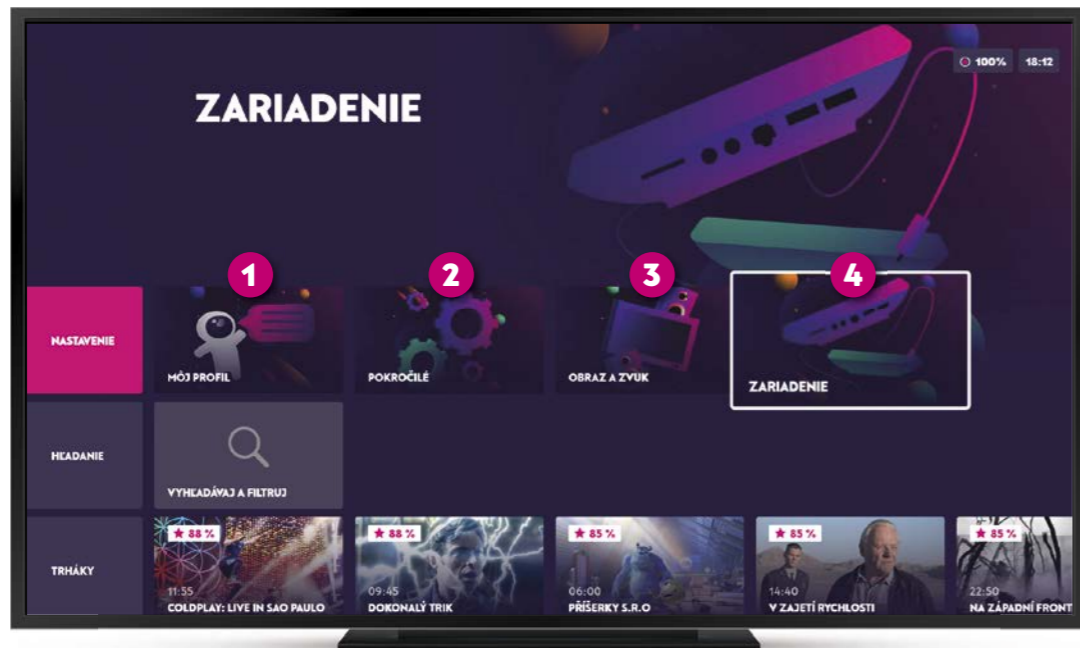 ZARIADENIE
100% 18:12
1 2 3 4
NASTAVENIE
MÔJ PROFIL
POKROČILÉ
OBRAZ A ZVUK
ZARIADENIE
HĽADANIE
VYHĽADÁVAJ A FILTRUJ
TRHÁKY
★ 88 %
11:55
COLDPLAY: LIVE IN SAO PAULO
★ 88 %
09:45
DOKONALÝ TRIK
★ 85 %
06:00
PŘÍŠERKY S.R.O
★ 85 %
14:40
V ZAJETÍ RYCHLOSTI
★ 85 %
22:50
NA ZÁPADNÍ FRONT